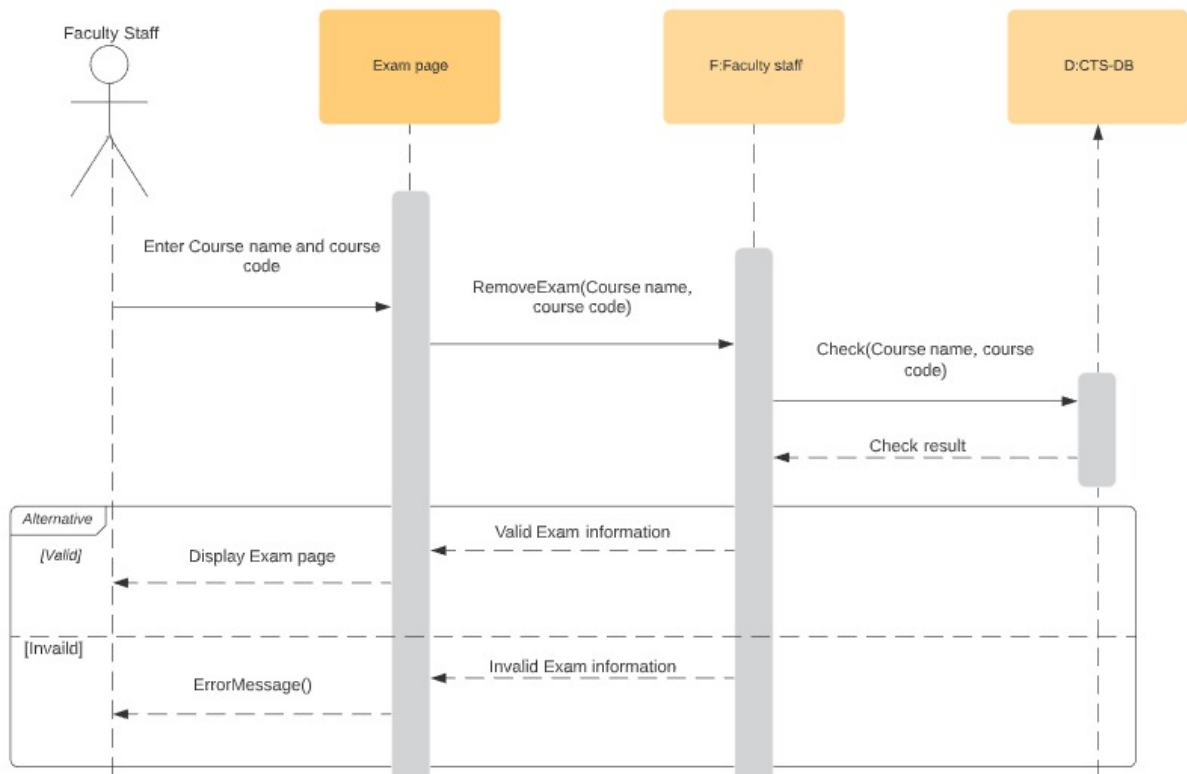 Faculty Staff
Exam page
F:Faculty staff
D:CTS-DB
Enter Course name and course
code
RemoveExam(Course name,
course code)
Check(Course name, course
code)
Check result
Alternative
[Valid]
Valid Exam information
Display Exam page
[Invaild]
Invalid Exam information
ErrorMessage()